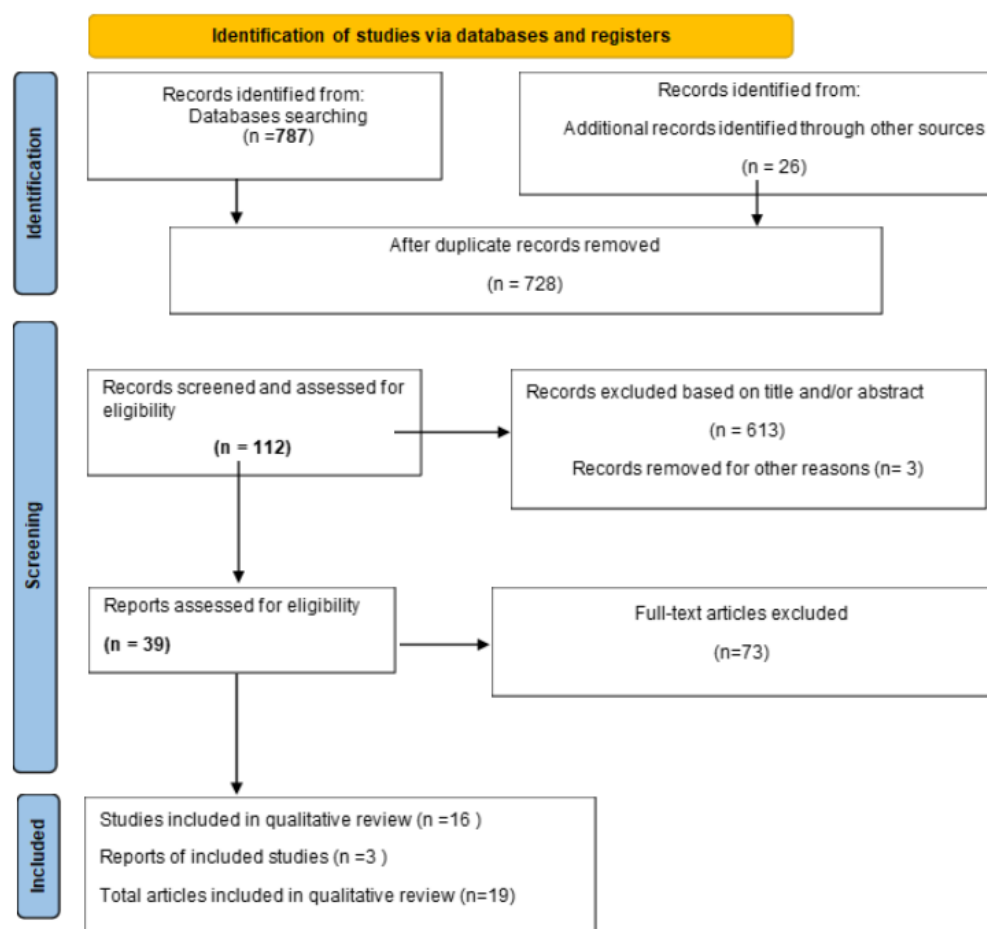 Identification of studies via databases and registers
Identification
Records identified from:
Databases searching
(n =787)
Records identified from:
Additional records identified through other sources
(n = 26)
After duplicate records removed
(n = 728)
Screening
Records screened and assessed for
eligibility
(n = 112)
Records excluded based on title and/or abstract
(n = 613)
Records removed for other reasons (n= 3)
Reports assessed for eligibility
(n = 39)
Full-text articles excluded
(n=73)
Included
Studies included in qualitative review (n =16 )
Reports of included studies (n =3 )
Total articles included in qualitative review (n=19)